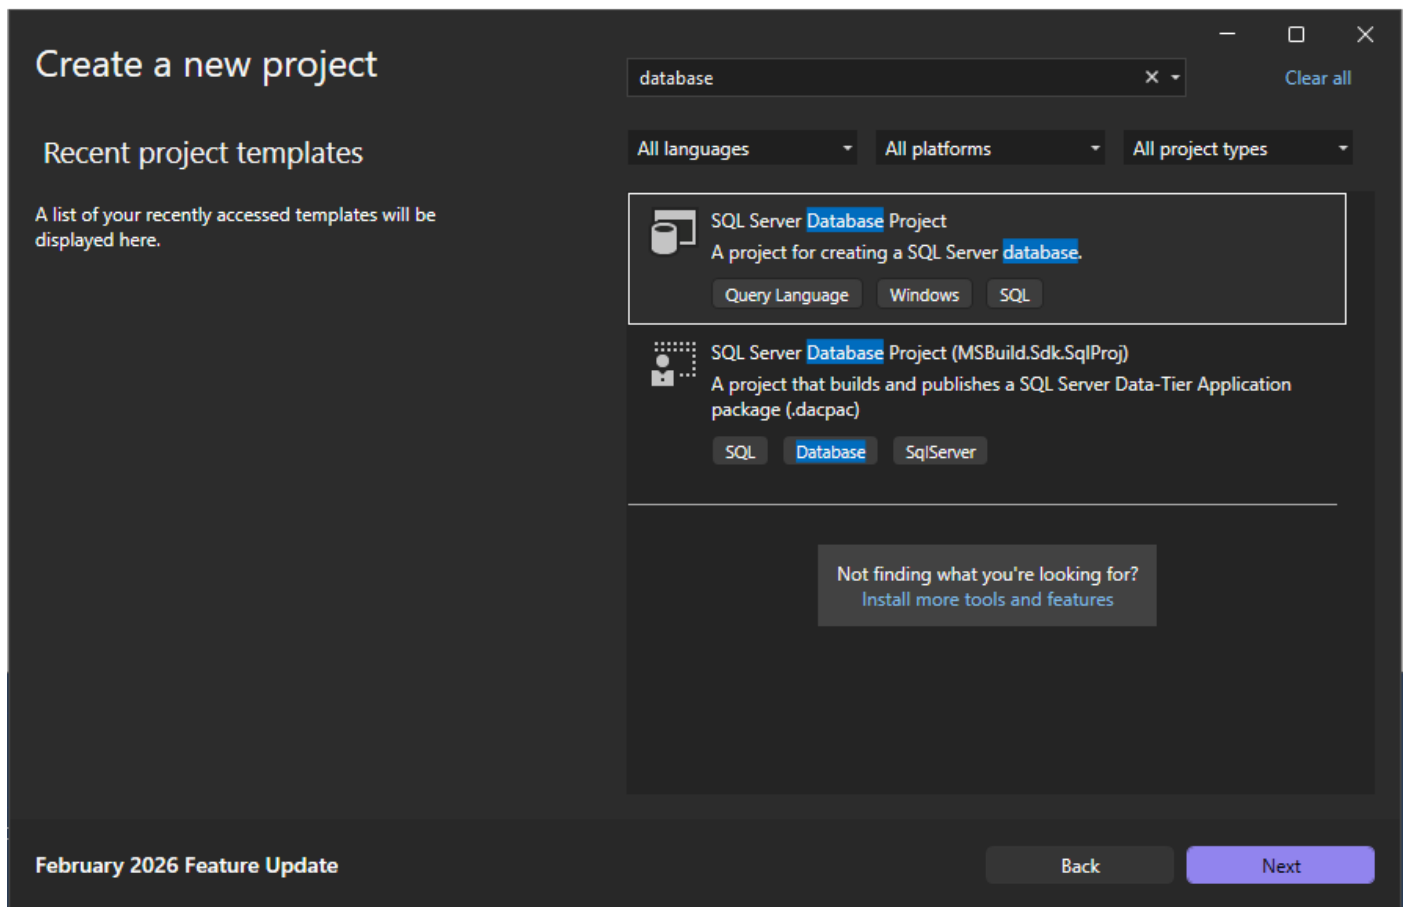 Create a new project
database
Clear all
Recent project templates
All languages
All platforms
All project types
A list of your recently accessed templates will be
displayed here.
SQL Server Database Project
A project for creating a SQL Server database.
Query Language
Windows
SQL
SQL Server Database Project (MSBuild.Sdk.SqlProj)
A project that builds and publishes a SQL Server Data-Tier Application
package (.dacpac)
SQL
Database
SqlServer
Not finding what you're looking for?
Install more tools and features
February 2026 Feature Update
Back
Next